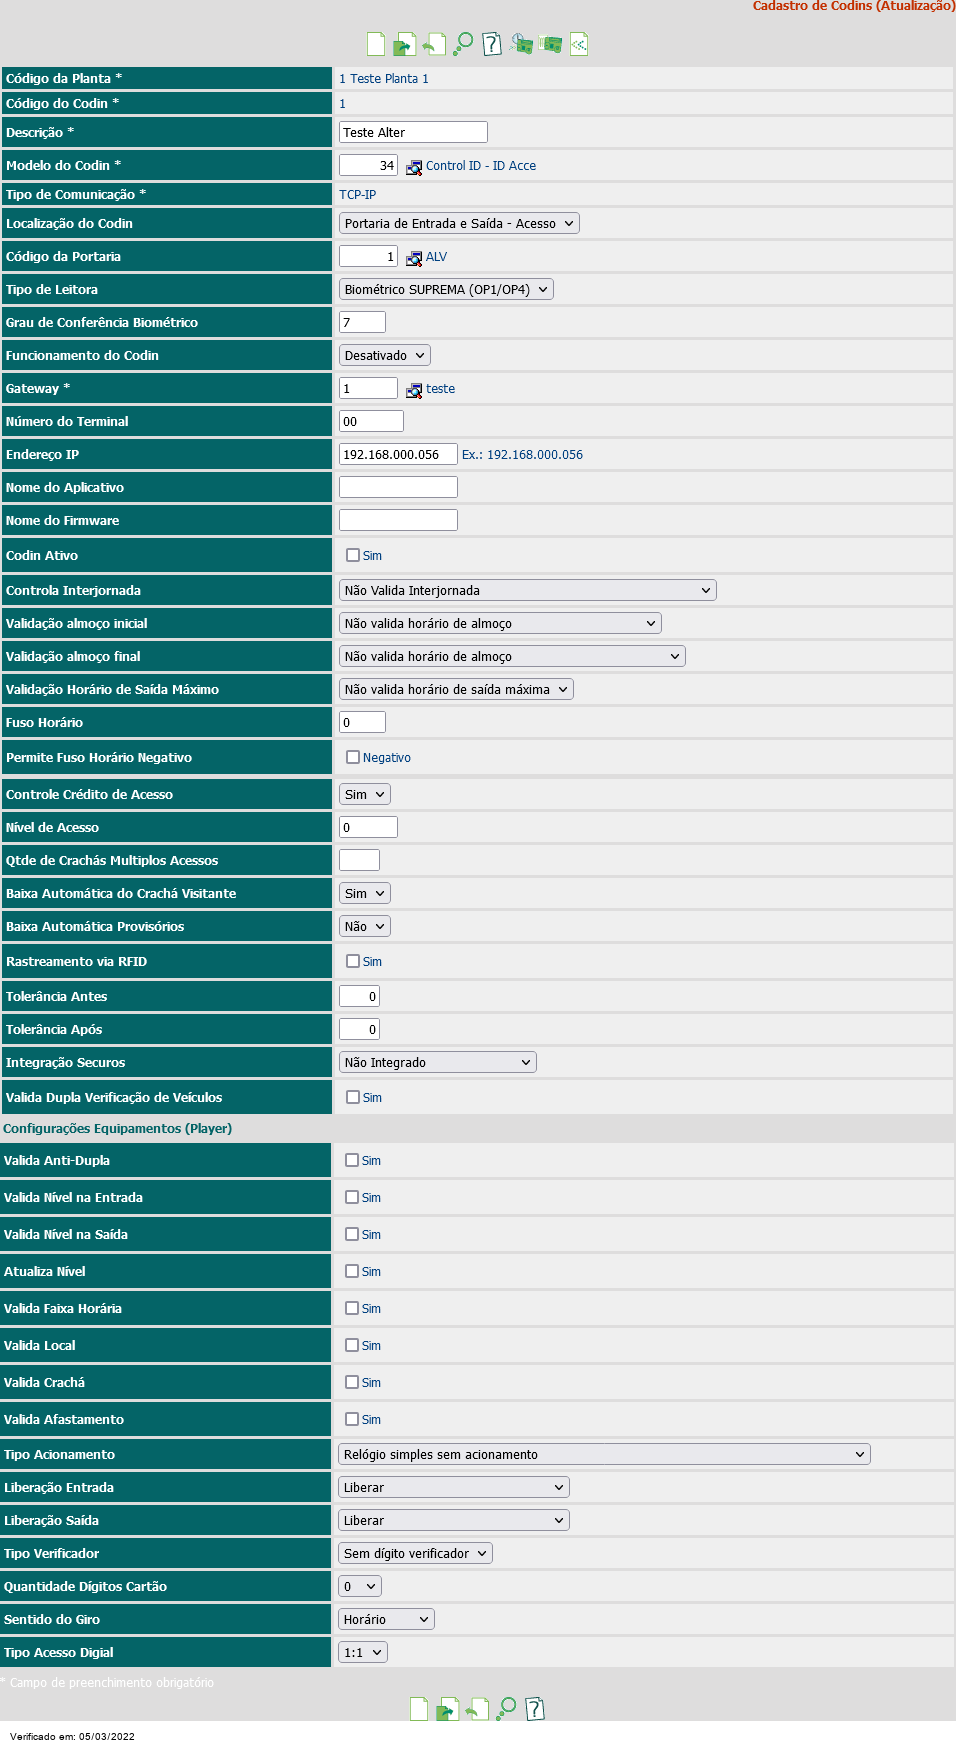 Cadastro de Codins (Atualização)
Código da Planta * 1 Teste Planta 1
Código do Codin * 1
Descrição * Teste Alter
Modelo do Codin * 34 Control ID - ID Acce
Tipo de Comunicação * TCP-IP
Localização do Codin Portaria de Entrada e Saída - Acesso
Código da Portaria 1 ALV
Tipo de Leitora Biométrico SUPREMA (OP1/OP4)
Grau de Conferência Biométrico 7
Funcionamento do Codin Desativado
Gateway * 1 teste
Número do Terminal 00
Endereço IP 192.168.000.056 Ex.: 192.168.000.056
Nome do Aplicativo
Nome do Firmware
Codin Ativo Sim
Controla Interjornada Não Valida Interjornada
Validação almoço inicial Não valida horário de almoço
Validação almoço final Não valida horário de almoço
Validação Horário de Saída Máximo Não valida horário de saída máxima
Fuso Horário 0
Permite Fuso Horário Negativo Negativo
Controle Crédito de Acesso Sim
Nível de Acesso 0
Qtde de Crachás Multiplos Acessos
Baixa Automática do Crachá Visitante Sim
Baixa Automática Provisórios Não
Rastreamento via RFID Sim
Tolerância Antes 0
Tolerância Após 0
Integração Securos Não Integrado
Valida Dupla Verificação de Veículos Sim
Configurações Equipamentos (Player)
Valida Anti-Dupla Sim
Valida Nível na Entrada Sim
Valida Nível na Saída Sim
Atualiza Nível Sim
Valida Faixa Horária Sim
Valida Local Sim
Valida Crachá Sim
Valida Afastamento Sim
Tipo Acionamento Relógio simples sem acionamento
Liberação Entrada Liberar
Liberação Saída Liberar
Tipo Verificador Sem dígito verificador
Quantidade Dígitos Cartão 0
Sentido do Giro Horário
Tipo Acesso Digial 1:1
* Campo de preenchimento obrigatório
Verificado em: 05/03/2022